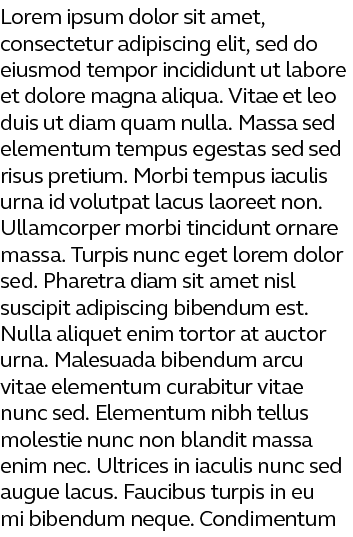 Lorem ipsum dolor sit amet,
consectetur adipiscing elit, sed do
eiusmod tempor incididunt ut labore
et dolore magna aliqua. Vitae et leo
duis ut diam quam nulla. Massa sed
elementum tempus egestas sed sed
risus pretium. Morbi tempus iaculis
urna id volutpat lacus laoreet non.
Ullamcorper morbi tincidunt ornare
massa. Turpis nunc eget lorem dolor
sed. Pharetra diam sit amet nisl
suscipit adipiscing bibendum est.
Nulla aliquet enim tortor at auctor
urna. Malesuada bibendum arcu
vitae elementum curabitur vitae
nunc sed. Elementum nibh tellus
molestie nunc non blandit massa
enim nec. Ultrices in iaculis nunc sed
augue lacus. Faucibus turpis in eu
mi bibendum neque. Condimentum